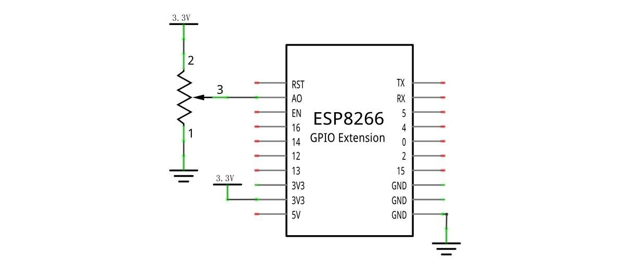 3.3V
2
3
1
3.3V
ESP8266
GPIO Extension
RST
AO
EN
16
14
12
13
3V3
3V3
5V
TX
RX
5
4
0
2
15
GND
GND
GND